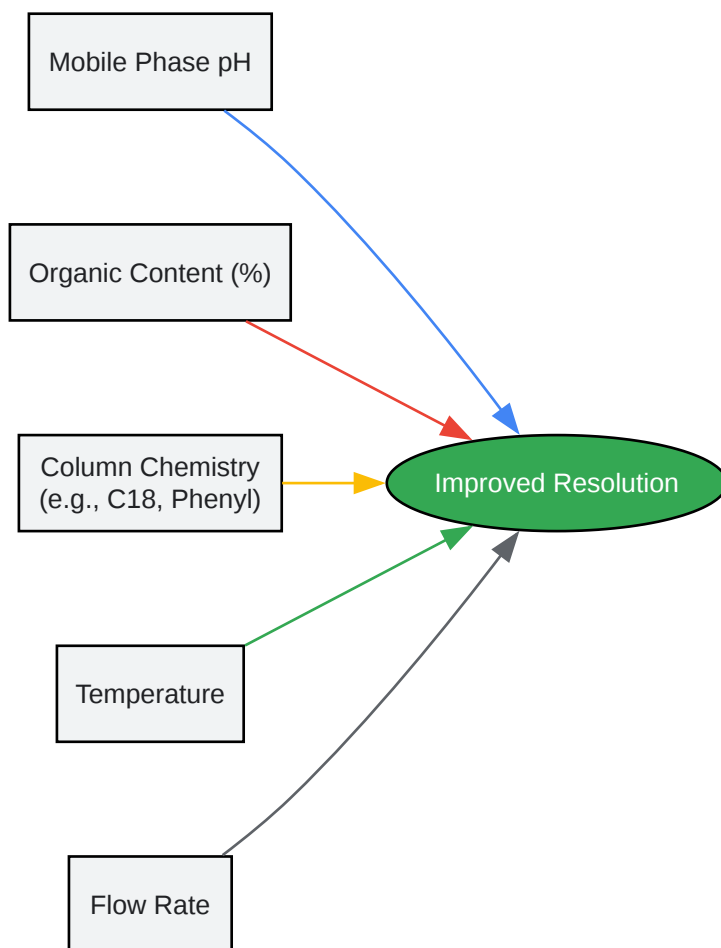 Mobile Phase pH
Organic Content (%)
Column Chemistry
(e.g., C18, Phenyl)
Improved Resolution
Temperature
Flow Rate